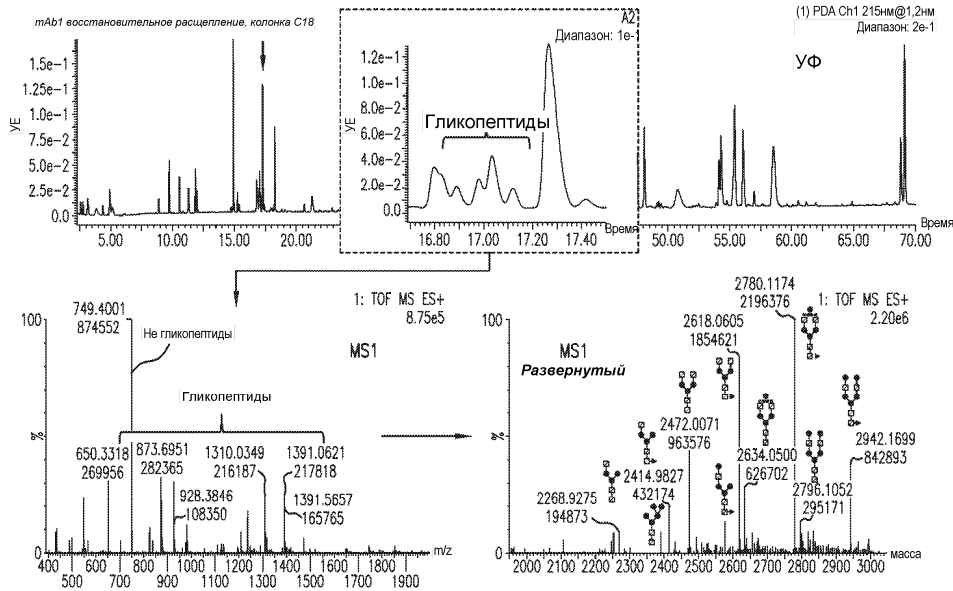 mAb1 восстановительное расщепление, колонка C18
A2
Диапазон: 1e-1
(1) PDA Ch1 215нм@1,2нм
Диапазон: 2e-1
УФ
УЕ
1.5e-1
1.25e-1
1.0e-1
7.5e-2
5.0e-2
2.5e-2
0.0
5.00
10.00
15.00
20.00
УЕ
1.2e-1
1.0e-1
8.0e-2
6.0e-2
4.0e-2
2.0e-2
0.0
Гликопептиды
16.80
17.00
17.20
17.40
Время
50.00
55.00
60.00
65.00
70.00
Время
749.4001
874552
1: TOF MS ES+
8.75e5
Не гликопептиды
MS1
Гликопептиды
100
%
0
650.3318
269956
873.6951
282365
928.3846
108350
1310.0349
216187
1391.0621
217818
1391.5657
165765
m/z
400
500
600
700
800
900
1000
1100
1200
1300
1400
1500
1600
1700
1800
1900
2780.1174
2196376
1: TOF MS ES+
2.20e6
2618.0605
1854621
MS1
Развернутый
100
%
0
2472.0071
963576
2414.9827
432174
2268.9275
194873
2634.0500
626702
2796.1052
295171
2942.1699
842893
масса
2000
2100
2200
2300
2400
2500
2600
2700
2800
2900
3000